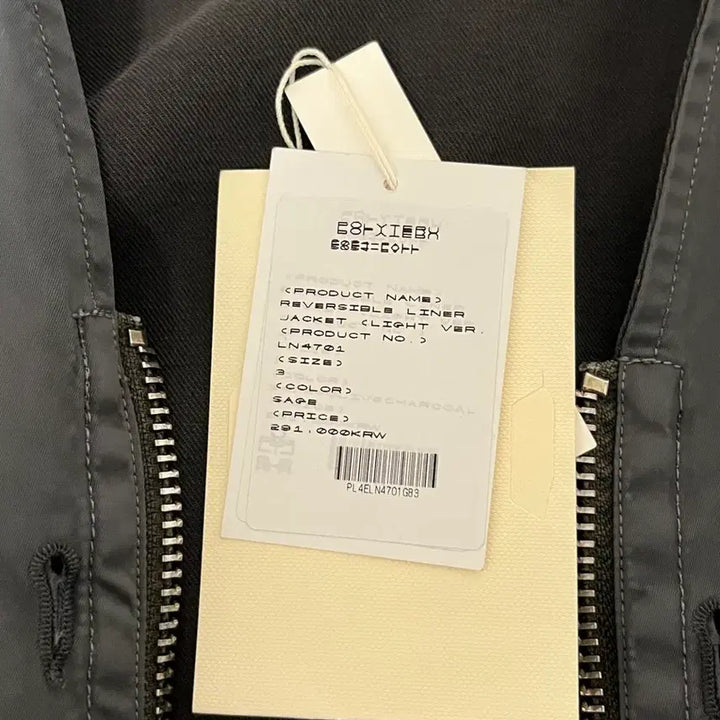 <PRODUCT NAME>
REVERSIBLE LINER
JACKET <LIGHT VER.
<PRODUCT NO.>
LN4701
<SIZE>
3
<COLOR>
SAGE
<PRICE>
291.000KRW
PL4ELN4701GB3